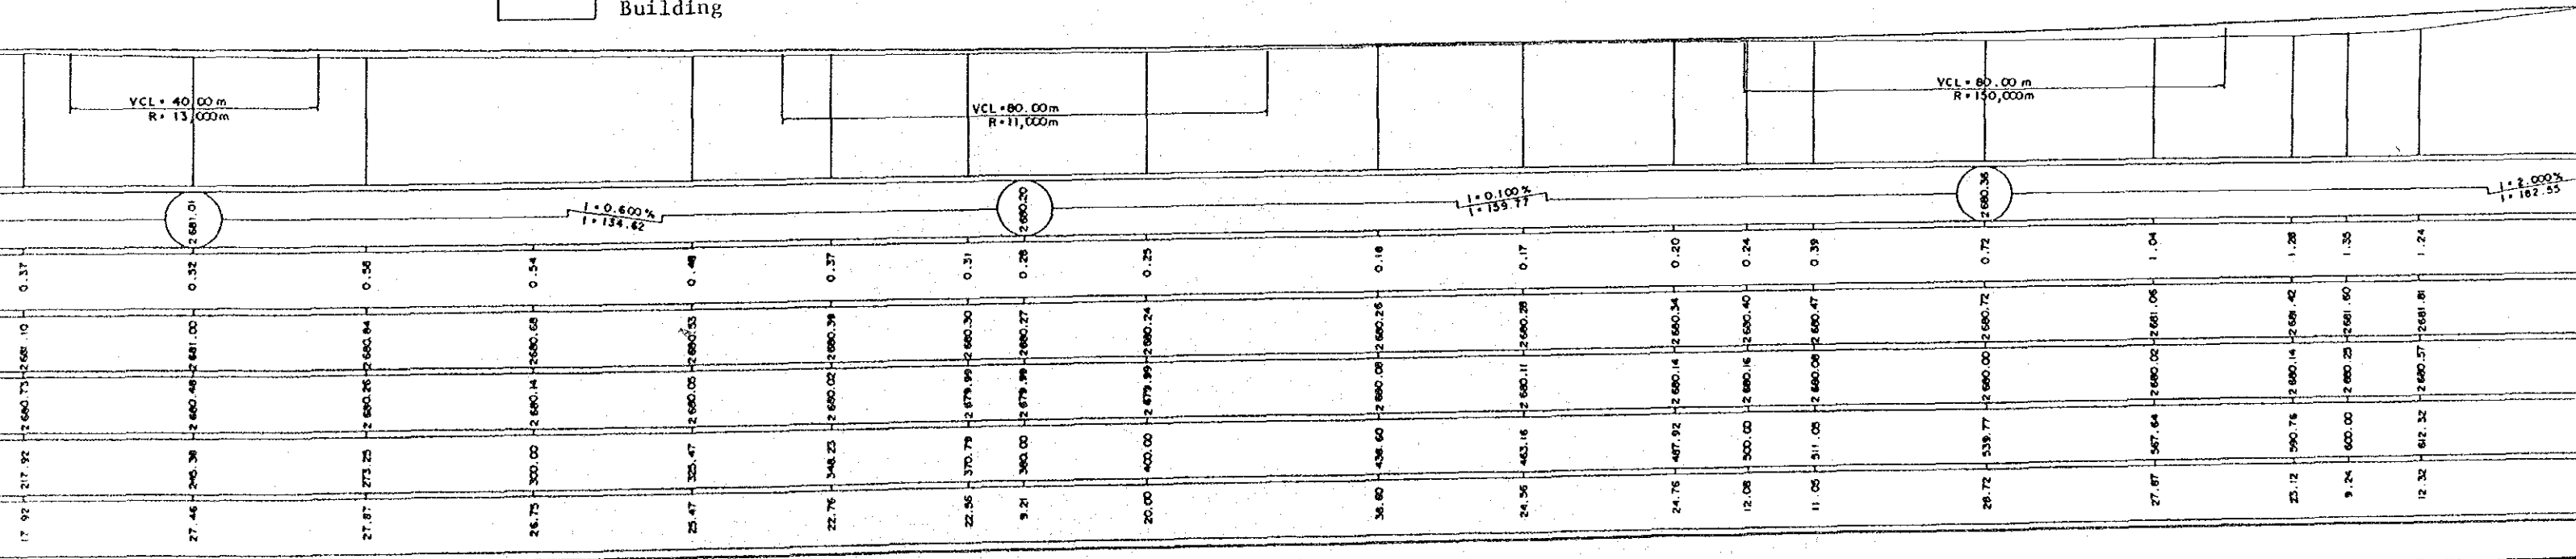 Building
VCL = 40.00 m
R = 13,000m
VCL = 80.00m
R = 11,000m
VCL = 80.00 m
R = 150,000m
2681.01
I = 0.600%
l = 134.62
2680.20
I = 0.100%
l = 159.77
2680.36
I = 2.000%
l = 182.55
0.37 0.52 0.58 0.54 0.48 0.37 0.31 0.28 0.25 0.18 0.17 0.20 0.24 0.39 0.72 1.04 1.28 1.35 1.24
2681.10 2681.00 2680.84 2680.68 2680.53 2680.39 2680.30 2680.27 2680.24 2680.26 2680.28 2680.34 2680.40 2680.47 2680.72 2681.06 2681.42 2681.60 2681.81
2680.73 2680.48 2680.26 2680.14 2680.05 2680.02 2679.99 2679.99 2679.99 2680.08 2680.11 2680.14 2680.16 2680.08 2680.00 2680.02 2680.14 2680.25 2680.57
217.92 245.38 273.25 300.00 325.47 348.23 370.79 380.00 400.00 438.60 463.16 487.92 500.00 511.05 539.77 567.64 590.76 600.00 612.32
17.92 27.46 27.87 26.75 25.47 22.76 22.56 9.21 20.00 38.60 24.56 24.76 12.08 11.05 28.72 27.87 23.12 9.24 12.32